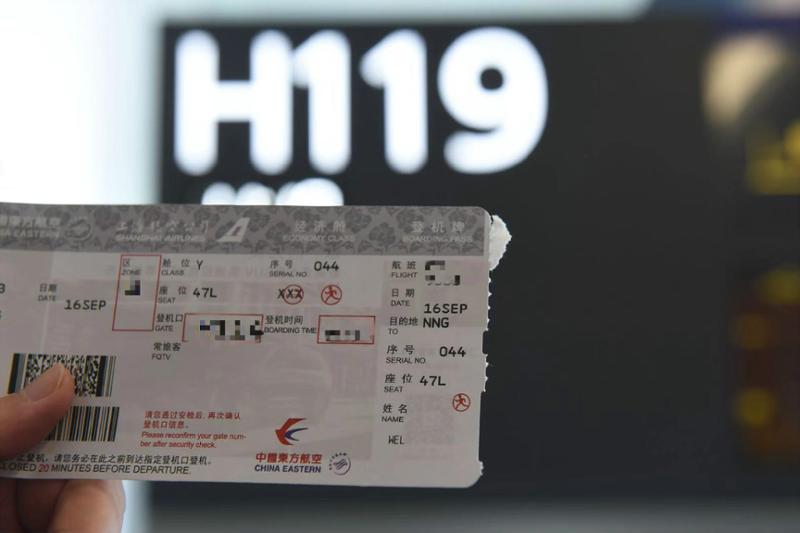 H119
東方航空 上海航空公司 经济舱 登机牌
NA EASTERN SHANGHAI AIRLINES ECONOMY CLASS BOARDING PASS
区 舱位 Y 序号 044 航班
ZONE CLASS SERIAL NO. FLIGHT
日期 16SEP 座位 47L XXX 日期 16SEP
DATE SEAT DATE
登机口 登机时间 目的地 NNG
GATE BOARDING TIME TO
常旅客 序号 044
FQTV SERIAL NO.
座位 47L
SEAT
请您通过安检后,再次确认
登机口信息。
Please reconfirm your gate num-
ber after security check.
姓名
NAME
WEL
中國東方航空
CHINA EASTERN
登机,请您务必在此之前到达指定登机口登机。
CLOSED 20 MINUTES BEFORE DEPARTURE.